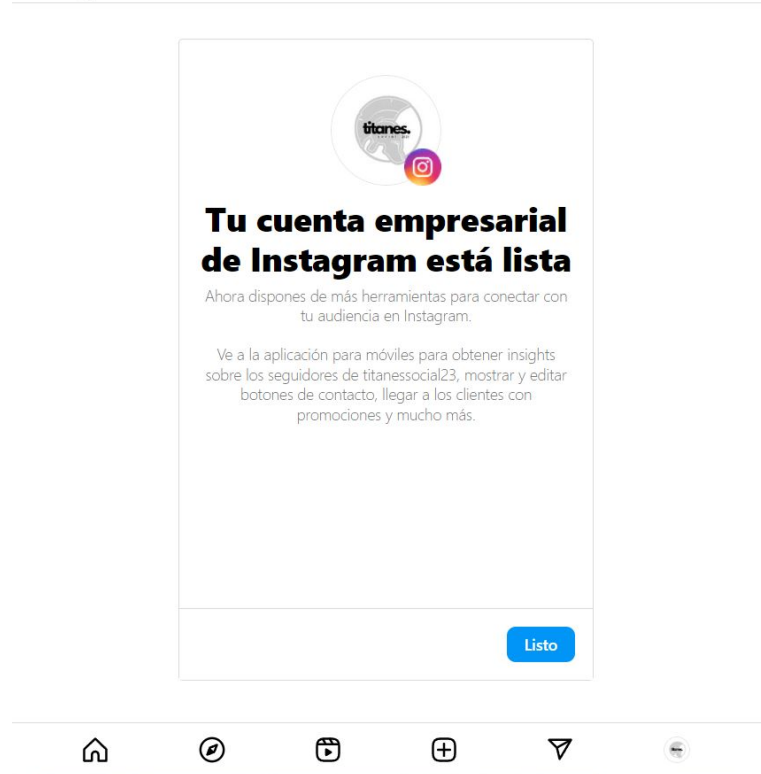 titanes.
Tu cuenta empresarial
de Instagram está lista
Ahora dispones de más herramientas para conectar con
tu audiencia en Instagram.
Ve a la aplicación para móviles para obtener insights
sobre los seguidores de titanessocial23, mostrar y editar
botones de contacto, llegar a los clientes con
promociones y mucho más.
Listo